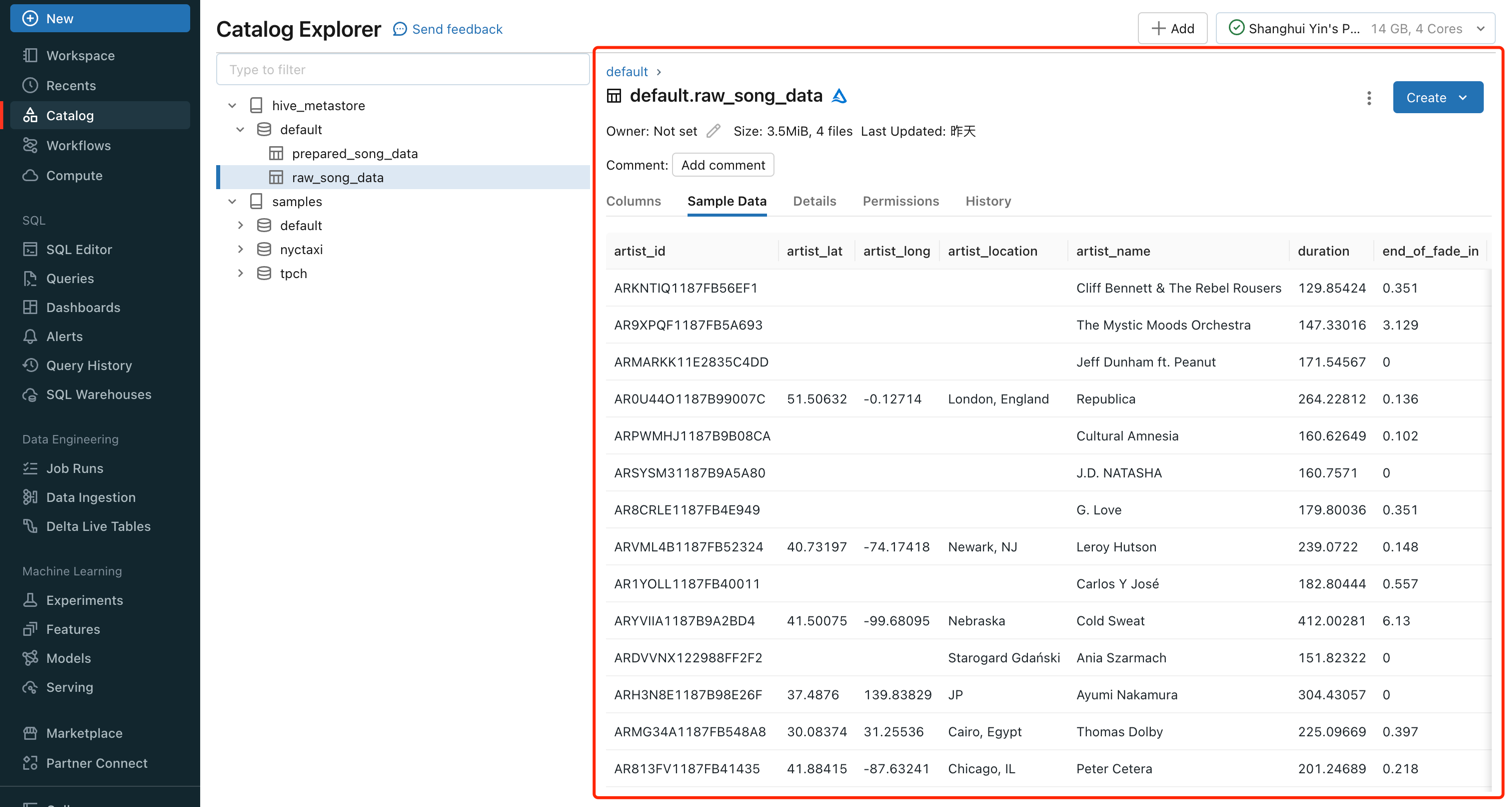 New
Workspace
Recents
Catalog
Workflows
Compute
SQL
SQL Editor
Queries
Dashboards
Alerts
Query History
SQL Warehouses
Data Engineering
Job Runs
Data Ingestion
Delta Live Tables
Machine Learning
Experiments
Features
Models
Serving
Marketplace
Partner Connect
Catalog Explorer Send feedback
Add Shanghui Yin's P... 14 GB, 4 Cores
Type to filter
hive_metastore
default
prepared_song_data
raw_song_data
samples
default
nyctaxi
tpch
default
default.raw_song_data
Create
Owner: Not set Size: 3.5MiB, 4 files Last Updated: 昨天
Comment: Add comment
Columns Sample Data Details Permissions History
artist_id artist_lat artist_long artist_location artist_name duration end_of_fade_in
ARKNTIQ1187FB56EF1 Cliff Bennett & The Rebel Rousers 129.85424 0.351
AR9XPQF1187FB5A693 The Mystic Moods Orchestra 147.33016 3.129
ARMARKK11E2835C4DD Jeff Dunham ft. Peanut 171.54567 0
AR0U44O1187B99007C 51.50632 -0.12714 London, England Republica 264.22812 0.136
ARPWMHJ1187B9B08CA Cultural Amnesia 160.62649 0.102
ARSYSM31187B9A5A80 J.D. NATASHA 160.7571 0
AR8CRLE1187FB4E949 G. Love 179.80036 0.351
ARVML4B1187FB52324 40.73197 -74.17418 Newark, NJ Leroy Hutson 239.0722 0.148
AR1YOLL1187FB40011 Carlos Y José 182.80444 0.557
ARYVIIA1187B9A2BD4 41.50075 -99.68095 Nebraska Cold Sweat 412.00281 6.13
ARDVVNX122988FF2F2 Starogard Gdański Ania Szarmach 151.82322 0
ARH3N8E1187B98E26F 37.4876 139.83829 JP Ayumi Nakamura 304.43057 0
ARMG34A1187FB548A8 30.08374 31.25536 Cairo, Egypt Thomas Dolby 225.09669 0.397
AR813FV1187FB41435 41.88415 -87.63241 Chicago, IL Peter Cetera 201.24689 0.218